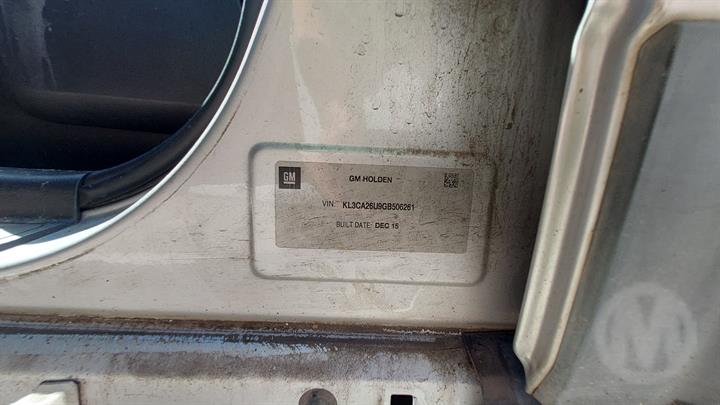 GM
GM HOLDEN
VIN: KL3CA26U9GB506261
BUILT DATE: DEC 15
M